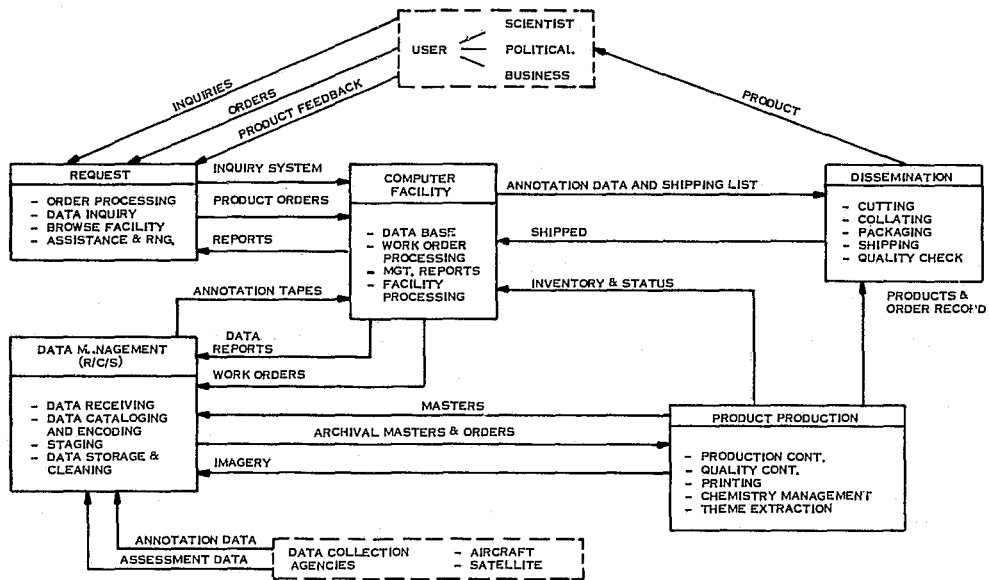 SCIENTIST
USER POLITICAL
BUSINESS
INQUIRIES
ORDERS
PRODUCT FEEDBACK
PRODUCT
REQUEST
- ORDER PROCESSING
- DATA INQUIRY
- BROWSE FACILITY
- ASSISTANCE & RNG.
INQUIRY SYSTEM
PRODUCT ORDERS
REPORTS
COMPUTER
FACILITY
- DATA BASE
- WORK ORDER
PROCESSING
- MGT. REPORTS
- FACILITY
PROCESSING
ANNOTATION DATA AND SHIPPING LIST
SHIPPED
INVENTORY & STATUS
DISSEMINATION
- CUTTING
- COLLATING
- PACKAGING
- SHIPPING
- QUALITY CHECK
PRODUCTS &
ORDER RECORD
ANNOTATION TAPES
DATA
REPORTS
WORK ORDERS
DATA MANAGEMENT
(R/C/S)
- DATA RECEIVING
- DATA CATALOGING
AND ENCODING
- STAGING
- DATA STORAGE &
CLEANING
MASTERS
ARCHIVAL MASTERS & ORDERS
IMAGERY
PRODUCT PRODUCTION
- PRODUCTION CONT.
- QUALITY CONT.
- PRINTING
- CHEMISTRY MANAGEMENT
- THEME EXTRACTION
ANNOTATION DATA
ASSESSMENT DATA
DATA COLLECTION - AIRCRAFT
AGENCIES - SATELLITE